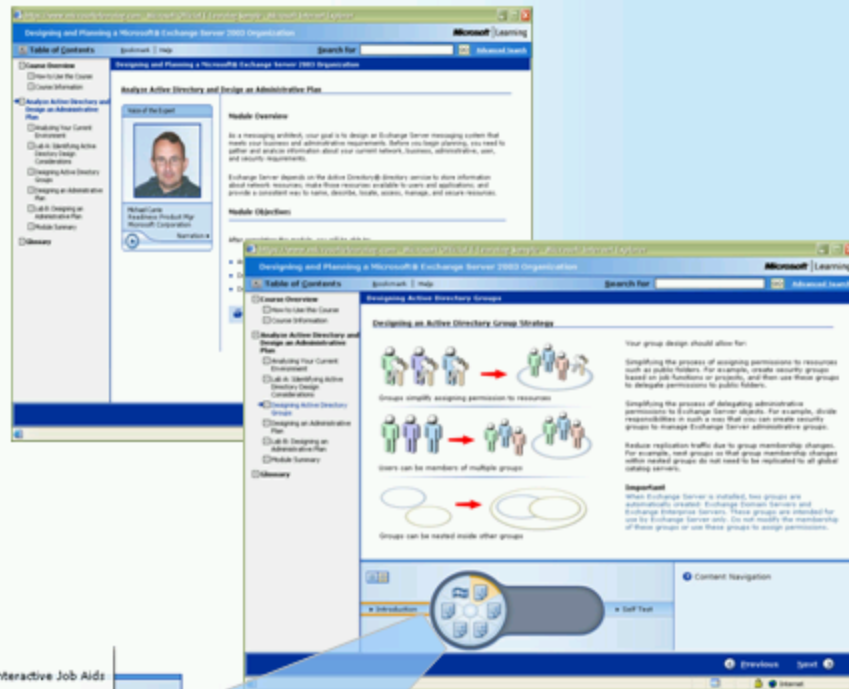 Designing and Planning a Microsoft® Exchange Server 2003 Organization
Microsoft Learning
Table of Contents
Bookmark | Help
Search for
GO
Advanced Search
Course Overview
How to Use the Course
Course Information
Analyze Active Directory and Design an Administrative Plan
Analyzing Your Current Environment
Lab A: Identifying Active Directory Design Considerations
Designing Active Directory Groups
Designing an Administrative Plan
Lab B: Designing an Administrative Plan
Module Summary
Glossary
Designing and Planning a Microsoft® Exchange Server 2003 Organization
Analyze Active Directory and Design an Administrative Plan
Voice of the Expert
Readiness Product Mgr
Microsoft Corporation
Narration
Module Overview
As a messaging architect, your goal is to design an Exchange Server messaging system that
meets your business and administrative requirements. Before you begin planning, you need to
gather and analyze information about your current network, business, administrative, user,
and security requirements.
Exchange Server depends on the Active Directory® directory service to store information
about network resources, make those resources available to users and applications, and
provide a consistent way to name, describe, locate, access, manage, and secure resources.
Module Objectives
Designing and Planning a Microsoft® Exchange Server 2003 Organization
Microsoft Learning
Table of Contents
Bookmark | Help
Search for
GO
Advanced Search
Course Overview
How to Use the Course
Course Information
Analyze Active Directory and
Design an Administrative
Plan
Analyzing Your Current
Environment
Lab A: Identifying Active
Directory Design
Considerations
Designing Active Directory
Groups
Designing an Administrative
Plan
Lab B: Designing an
Administrative Plan
Module Summary
Glossary
Designing Active Directory Groups
Designing an Active Directory Group Strategy
Groups simplify assigning permission to resources
Users can be members of multiple groups
Groups can be nested inside other groups
Your group design should allow for:
Simplifying the process of assigning permissions to resources
such as public folders. For example, create security groups
based on job functions or projects, and then use these groups
to delegate permissions to public folders.
Simplifying the process of delegating administrative
permissions to Exchange Server objects. For example, divide
responsibilities in such a way that you can create security
groups to manage Exchange Server administrative groups.
Reduce replication traffic due to group membership changes.
For example, nest groups so that group membership changes
within nested groups do not need to be replicated to all global
catalog servers.
Important
When Exchange Server is installed, two groups are
automatically created: Exchange Domain Servers and
Exchange Enterprise Servers. These groups are intended for
use by Exchange Server only. Do not modify the membership
of these groups or use these groups to assign permissions.
Introduction
Self Test
Content Navigation
Previous
Next
Internet
nteractive Job Aids